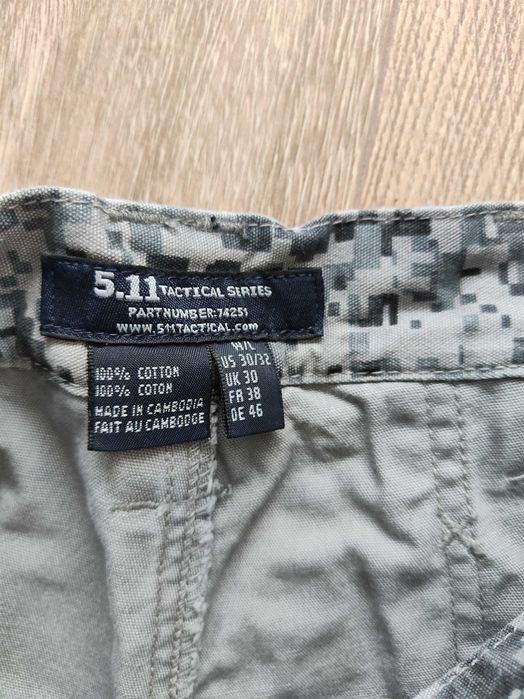 5.11 TACTICAL SERIES
PARTNUMBER:74251
WWW.511TACTICAL.COM
100% COTTON
100% COTON
MADE IN CAMBODIA
FAIT AU CAMBODGE
W/L
US 30/32
UK 30
FR 38
DE 46